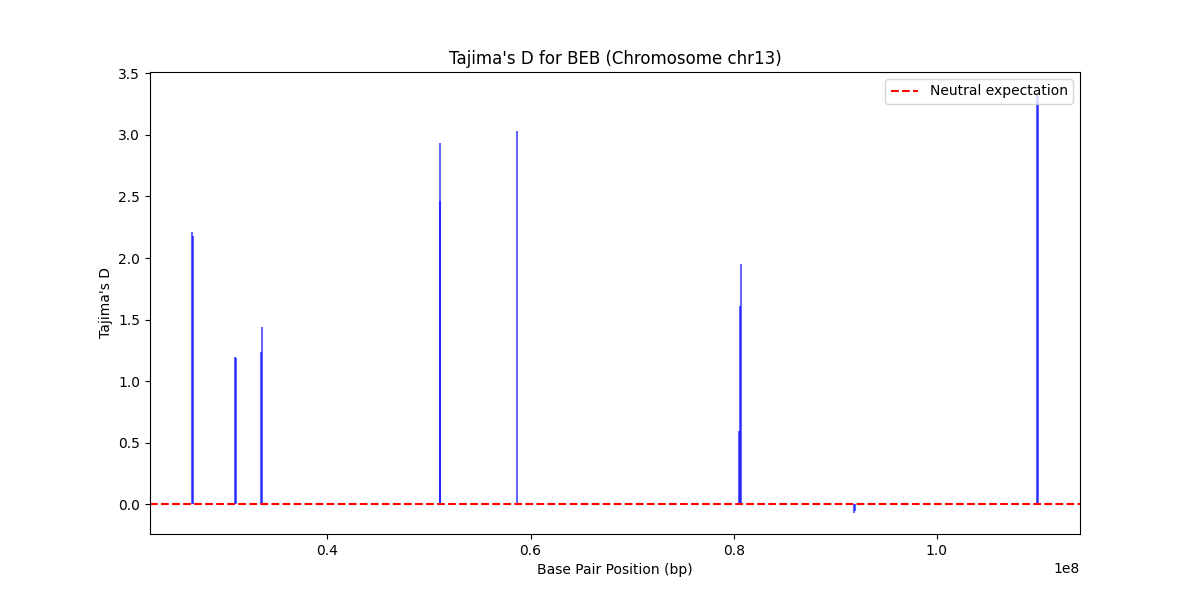 Tajima's D for BEB (Chromosome chr13)
Neutral expectation
3.5
3.0
2.5
2.0
1.5
1.0
0.5
0.0
Tajima's D
0.4
0.6
0.8
1.0
1e8
Base Pair Position (bp)